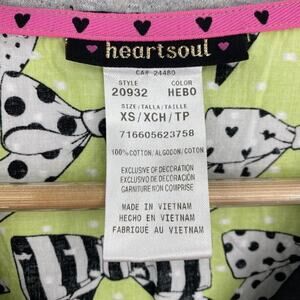 heartsoul
CA# 24480
STYLE COLOR
20932 HEBO
SIZE/TALLA/TAILLE
XS/XCH/TP
716605623758
100% COTTON/ALGODON/COTON
EXCLUSIVE OF DECORATION
EXCLUSIVO DE DECORACIÓN
GARNITURE NON COMPRISE
MADE IN VIETNAM
HECHO EN VIETNAM
FABRIQUÉ AU VIETNAM